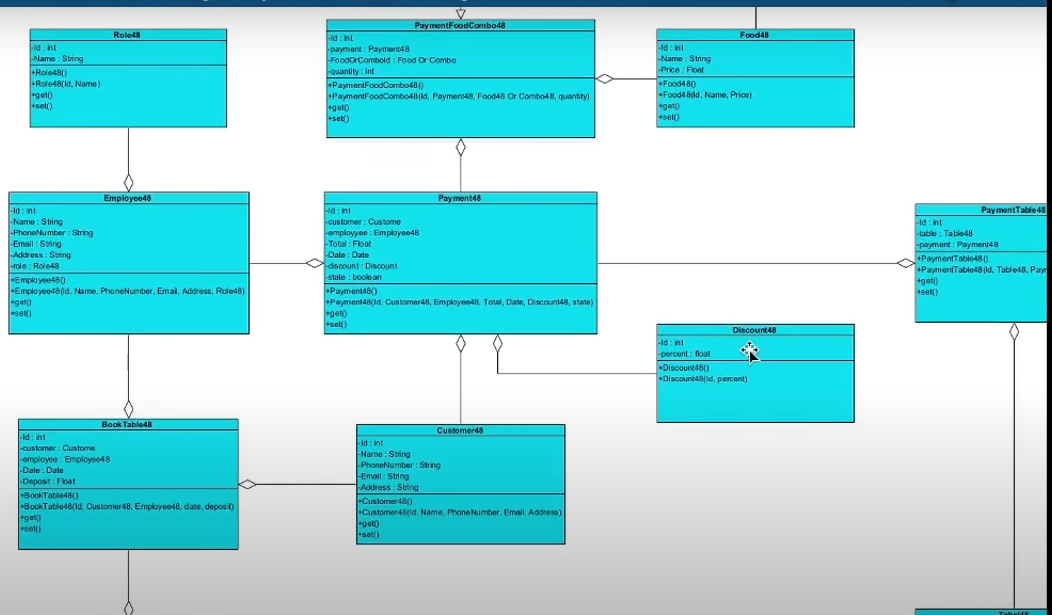 PaymentFoodCombo48
-Id : int
-payment : Payment48
-FoodOrComboId : Food Or Combo
-quantity : int
+PaymentFoodCombo48()
+PaymentFoodCombo48(Id, Payment48, Food48 Or Combo48, quantity)
+get()
+set()
Role48
-Id : int
-Name : String
+Role48()
+Role48(Id, Name)
+get()
+set()
Food48
-Id : int
-Name : String
-Price : Float
+Food48()
+Food48(Id, Name, Price)
+get()
+set()
Employee48
-Id : int
-Name : String
-PhoneNumber : String
-Email : String
-Address : String
-role : Role48
+Employee48()
+Employee48(Id, Name, PhoneNumber, Email, Address, Role48)
+get()
+set()
Payment48
-Id : int
-customer : Custome
-employyee : Employee48
-Total : Float
-Date : Date
-discount : Discount
-state : boolean
+Payment48()
+Payment48(Id, Customer48, Employee48, Total, Date, Discount48, state)
+get()
+set()
PaymentTable48
-Id : int
-table : Table48
-payment : Payment48
+PaymentTable48()
+PaymentTable48(Id, Table48, Payr
+get()
+set()
Discount48
-Id : int
-percent : float
+Discount48()
+Discount48(Id, percent)
BookTable48
-Id : int
-customer : Custome
-employee : Employee48
-Date : Date
-Deposit : Float
+BookTable48()
+BookTable48(Id, Customer48, Employee48, date, deposit)
+get()
+set()
Customer48
-Id : int
-Name : String
-PhoneNumber : String
-Email : String
-Address : String
+Customer48()
+Customer48(Id, Name, PhoneNumber, Email, Address)
+get()
+set()